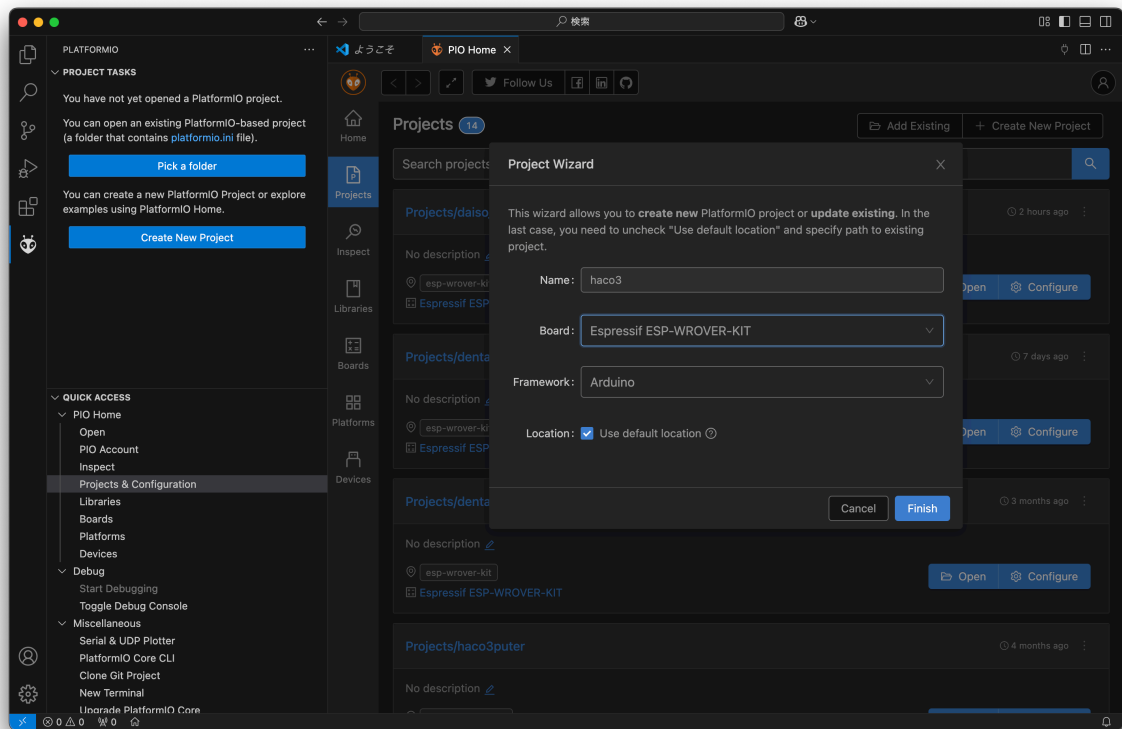 検索
PLATFORMIO
PROJECT TASKS
You have not yet opened a PlatformIO project.
You can open an existing PlatformIO-based project
(a folder that contains platformio.ini file).
Pick a folder
You can create a new PlatformIO Project or explore
examples using PlatformIO Home.
Create New Project
QUICK ACCESS
PIO Home
Open
PIO Account
Inspect
Projects & Configuration
Libraries
Boards
Platforms
Devices
Debug
Start Debugging
Toggle Debug Console
Miscellaneous
Serial & UDP Plotter
PlatformIO Core CLI
Clone Git Project
New Terminal
Upgrade PlatformIO Core
ようこそ
PIO Home
Follow Us
Home
Projects
Inspect
Libraries
Boards
Platforms
Devices
Projects 14
Add Existing
Create New Project
Search projects
Projects/daiso
2 hours ago
No description
esp-wrover-ki
Espressif ESP
Open
Configure
Projects/denta
7 days ago
No description
esp-wrover-ki
Espressif ESP
Open
Configure
Projects/denta
3 months ago
No description
esp-wrover-kit
Espressif ESP-WROVER-KIT
Open
Configure
Projects/haco3puter
4 months ago
No description
Project Wizard
This wizard allows you to create new PlatformIO project or update existing. In the
last case, you need to uncheck "Use default location" and specify path to existing
project.
Name: haco3
Board: Espressif ESP-WROVER-KIT
Framework: Arduino
Location: Use default location
Cancel
Finish
0 0 0